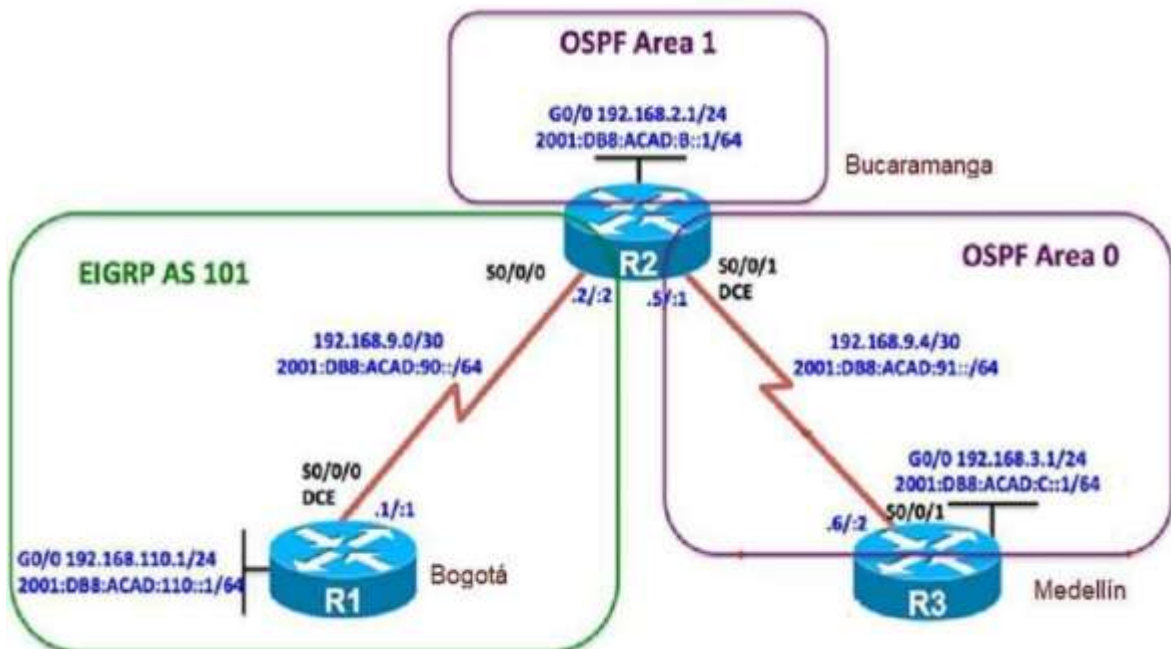 OSPF Area 1
G0/0 192.168.2.1/24
2001:DB8:ACAD:B::1/64
Bucaramanga
R2
EIGRP AS 101
S0/0/0
.2/:2
.5/:1
S0/0/1
DCE
OSPF Area 0
192.168.9.0/30
2001:DB8:ACAD:90::/64
192.168.9.4/30
2001:DB8:ACAD:91::/64
S0/0/0
DCE
.1/:1
G0/0 192.168.110.1/24
2001:DB8:ACAD:110::1/64
R1
Bogotá
G0/0 192.168.3.1/24
2001:DB8:ACAD:C::1/64
.6/:2
S0/0/1
R3
Medellín